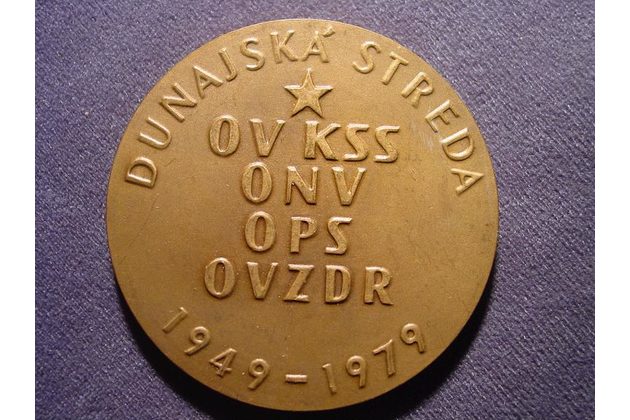 DUNAJSKÁ STREDA
OV KSS
ONV
OPS
OVZDR
1949-1979